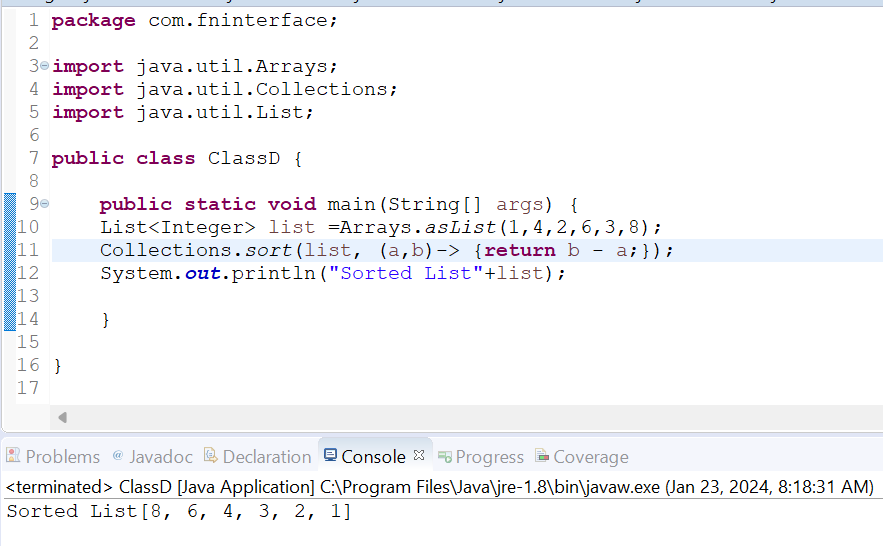 1 package com.fninterface;
2
3 import java.util.Arrays;
4 import java.util.Collections;
5 import java.util.List;
6
7 public class ClassD {
8
9 public static void main(String[] args) {
10 List<Integer> list =Arrays.asList(1,4,2,6,3,8);
11 Collections.sort(list, (a,b)-> {return b - a;});
12 System.out.println("Sorted List"+list);
13
14 }
15
16 }
17
Problems @ Javadoc Declaration Console Progress Coverage
<terminated> ClassD [Java Application] C:\Program Files\Java\jre-1.8\bin\javaw.exe (Jan 23, 2024, 8:18:31 AM)
Sorted List[8, 6, 4, 3, 2, 1]